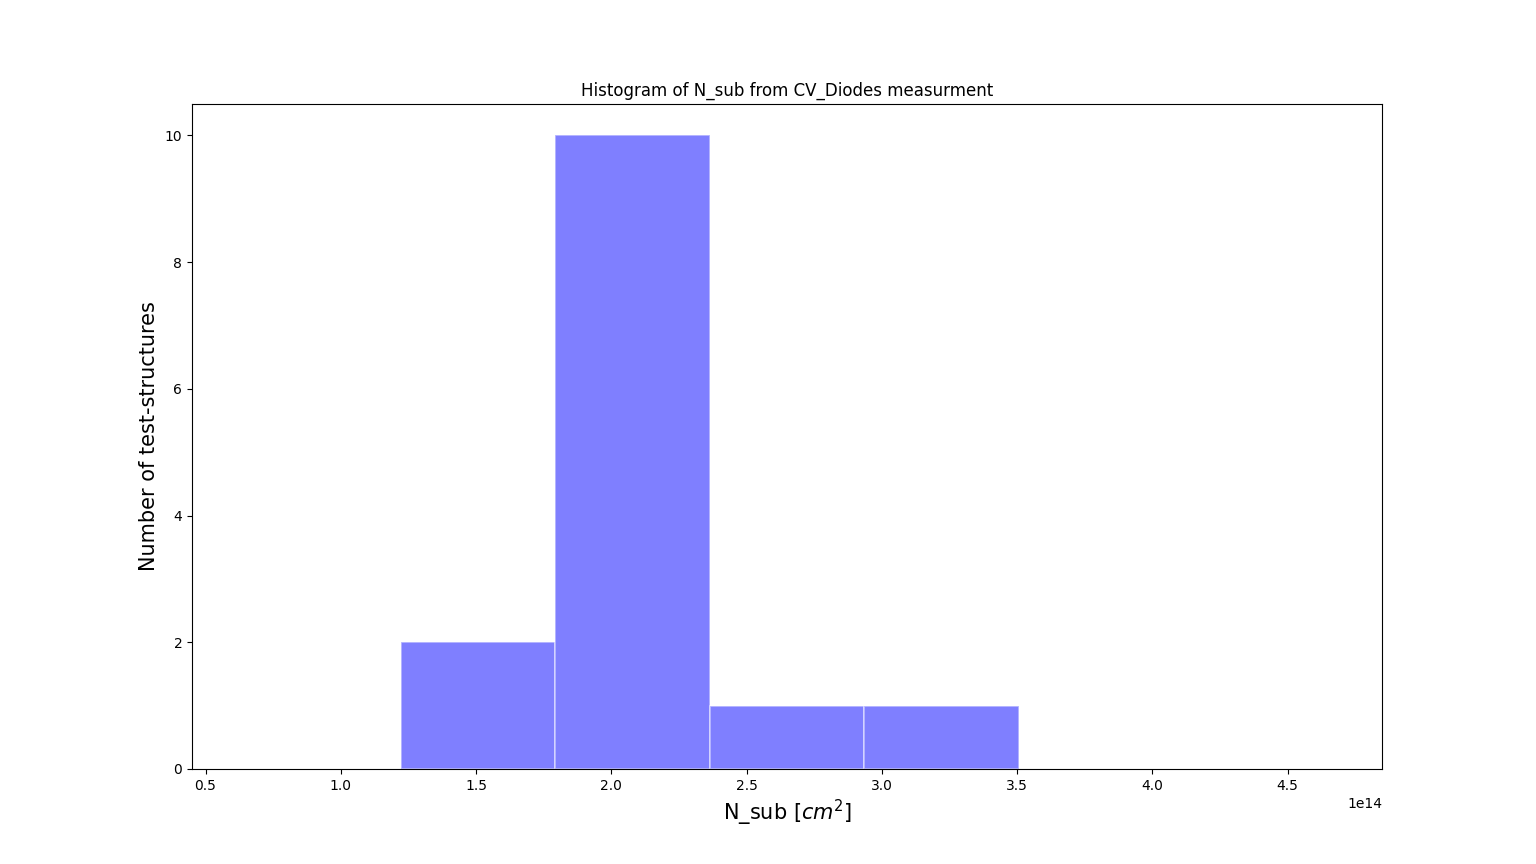 Histogram of N_sub from CV_Diodes measurment
10
8
6
4
2
0
Number of test-structures
0.5 1.0 1.5 2.0 2.5 3.0 3.5 4.0 4.5
1e14
N_sub [cm²]